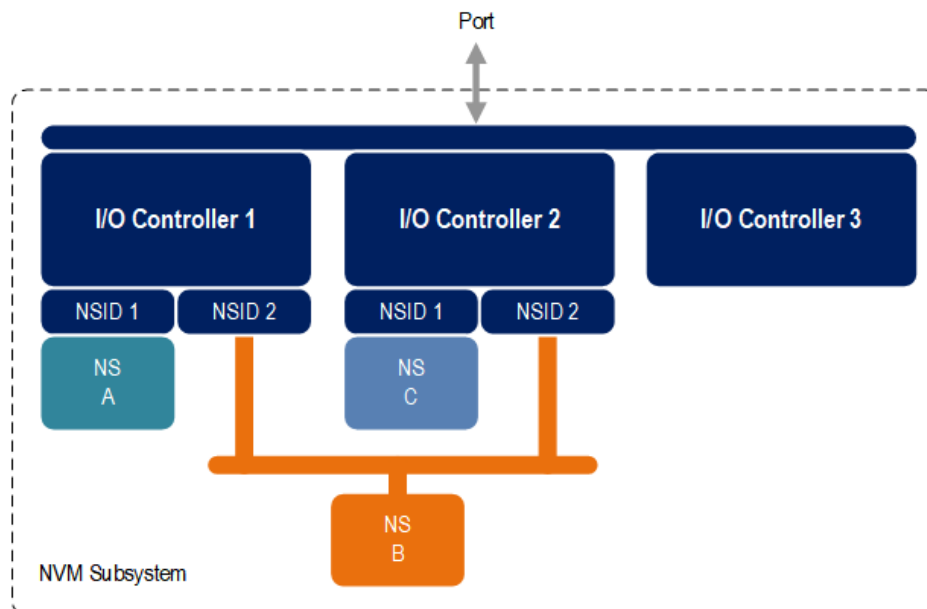 Port
I/O Controller 1
I/O Controller 2
I/O Controller 3
NSID 1
NSID 2
NSID 1
NSID 2
NS
A
NS
C
NS
B
NVM Subsystem